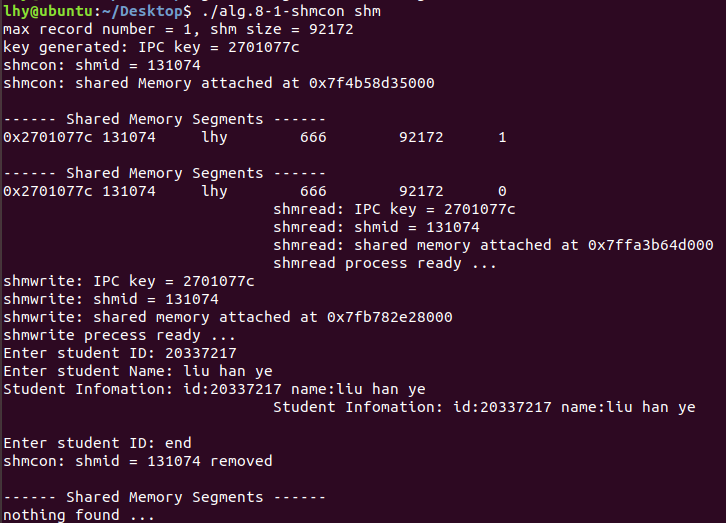 lhy@ubuntu:~/Desktop$ ./alg.8-1-shmcon shm
max record number = 1, shm size = 92172
key generated: IPC key = 2701077c
shmcon: shmid = 131074
shmcon: shared Memory attached at 0x7f4b58d35000
------ Shared Memory Segments ------
0x2701077c 131074 lhy 666 92172 1
------ Shared Memory Segments ------
0x2701077c 131074 lhy 666 92172 0
shmread: IPC key = 2701077c
shmread: shmid = 131074
shmread: shared memory attached at 0x7ffa3b64d000
shmread process ready ...
shmwrite: IPC key = 2701077c
shmwrite: shmid = 131074
shmwrite: shared memory attached at 0x7fb782e28000
shmwrite precess ready ...
Enter student ID: 20337217
Enter student Name: liu han ye
Student Infomation: id:20337217 name:liu han ye
Student Infomation: id:20337217 name:liu han ye
Enter student ID: end
shmcon: shmid = 131074 removed
------ Shared Memory Segments ------
nothing found ...